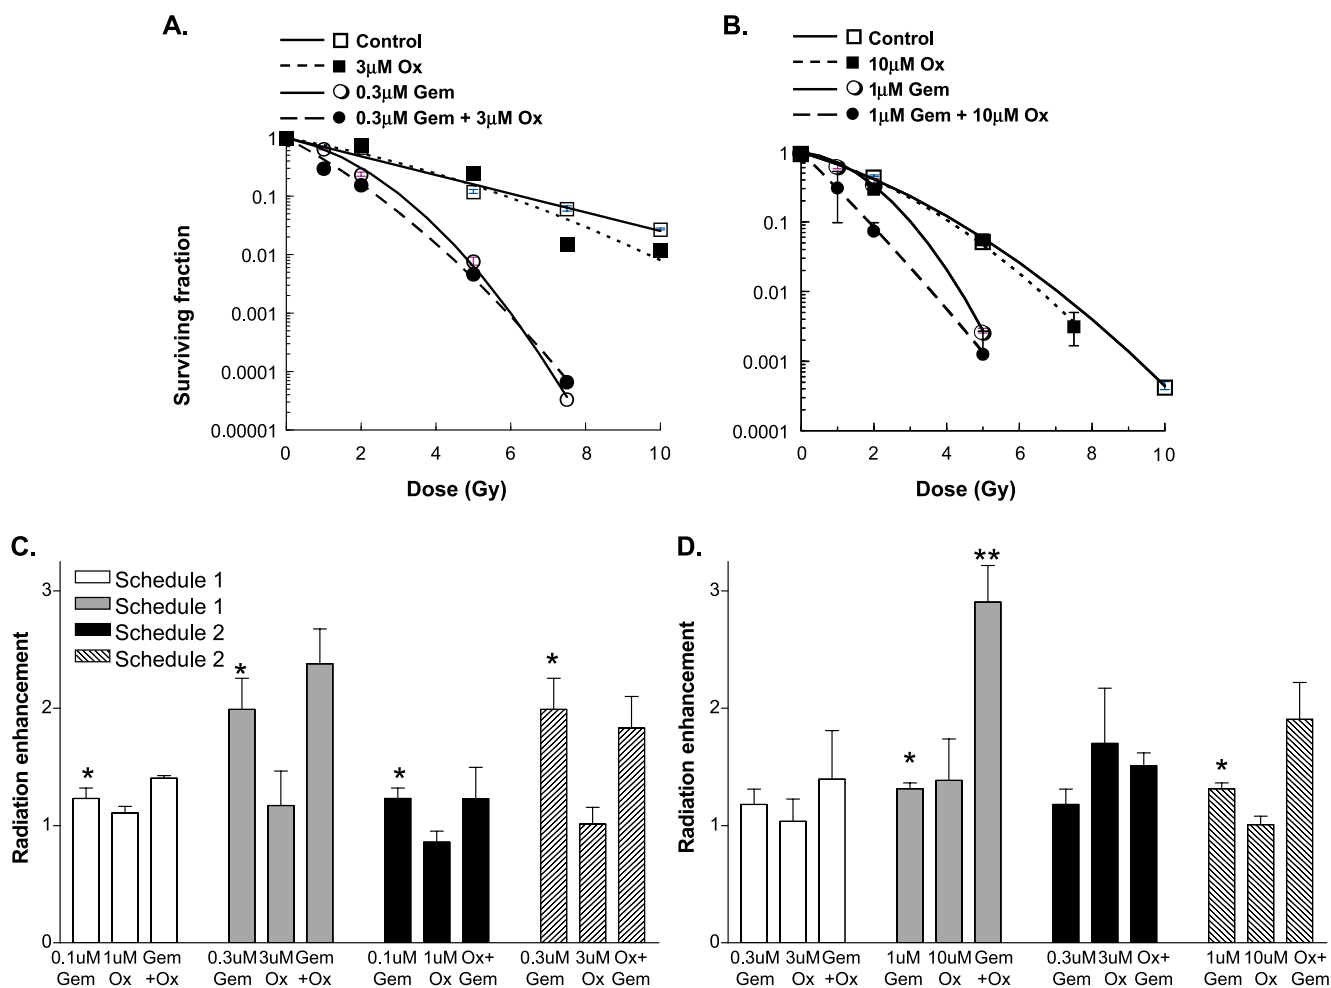 A.
Control
3μM Ox
0.3μM Gem
0.3μM Gem + 3μM Ox
1
0.1
0.01
0.001
0.0001
0.00001
Surviving fraction
0 2 4 6 8 10
Dose (Gy)
B.
Control
10μM Ox
1μM Gem
1μM Gem + 10μM Ox
1
0.1
0.01
0.001
0.0001
0 2 4 6 8 10
Dose (Gy)
C.
Schedule 1
Schedule 1
Schedule 2
Schedule 2
3
2
1
0
Radiation enhancement
* * * *
0.1uM 1uM Gem 0.3uM 3uM Gem 0.1uM 1uM Ox+ 0.3uM 3uM Ox+
Gem Ox +Ox Gem Ox +Ox Gem Ox Gem Gem Ox Gem
D.
3
2
1
0
Radiation enhancement
* ** *
0.3uM 3uM Gem 1uM 10uM Gem 0.3uM 3uM Ox+ 1uM 10uM Ox+
Gem Ox +Ox Gem Ox +Ox Gem Ox Gem Gem Ox Gem